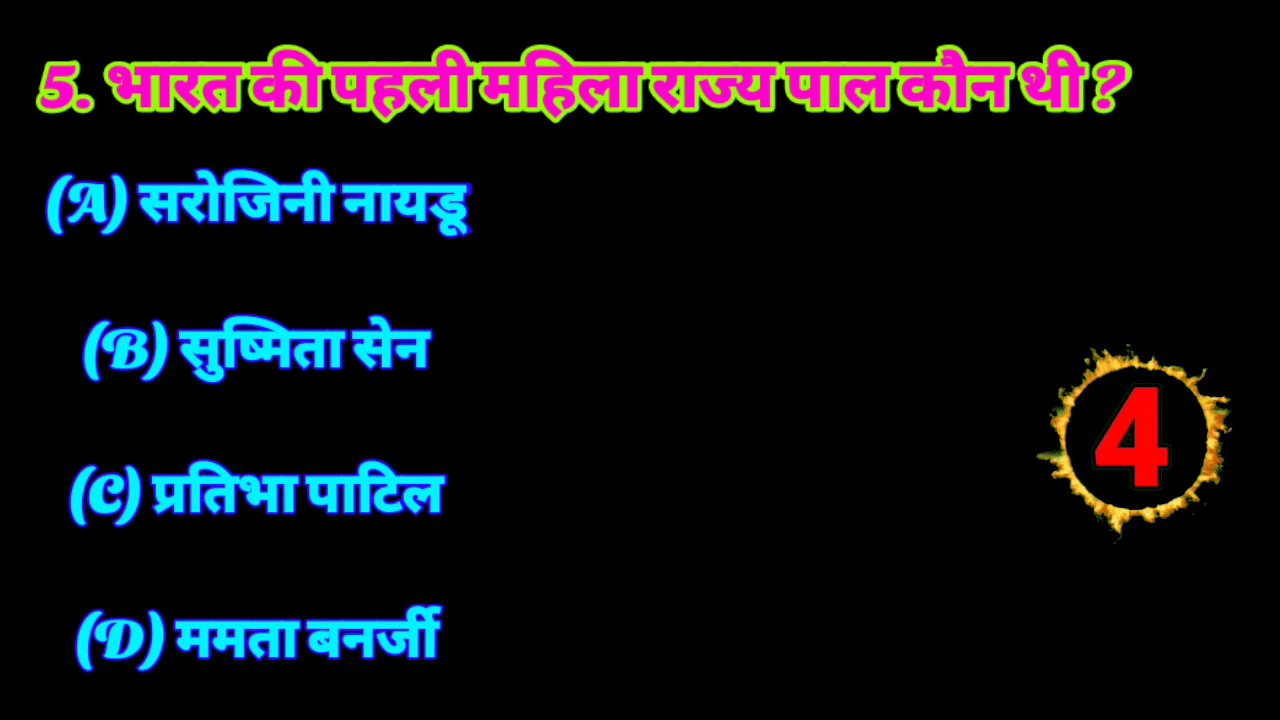 5. भारत की पहली महिला राज्य पाल कौन थी ?
(A) सरोजिनी नायडू
(B) सुष्मिता सेन
(C) प्रतिभा पाटिल
4
(D) ममता बनर्जी